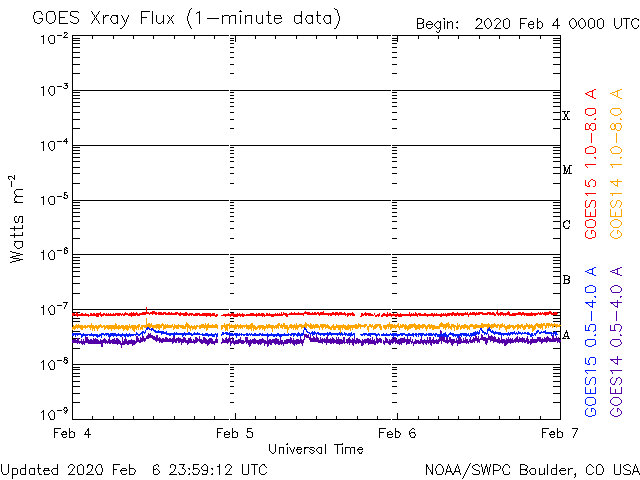 GOES Xray Flux (1-minute data)
Begin: 2020 Feb 4 0000 UTC
10⁻²
10⁻³
10⁻⁴
10⁻⁵
10⁻⁶
10⁻⁷
10⁻⁸
10⁻⁹
Watts m⁻²
X
M
C
B
A
GOES15 1.0-8.0 A
GOES14 1.0-8.0 A
GOES15 0.5-4.0 A
GOES14 0.5-4.0 A
Feb 4 Feb 5 Feb 6 Feb 7
Universal Time
Updated 2020 Feb 6 23:59:12 UTC
NOAA/SWPC Boulder, CO USA